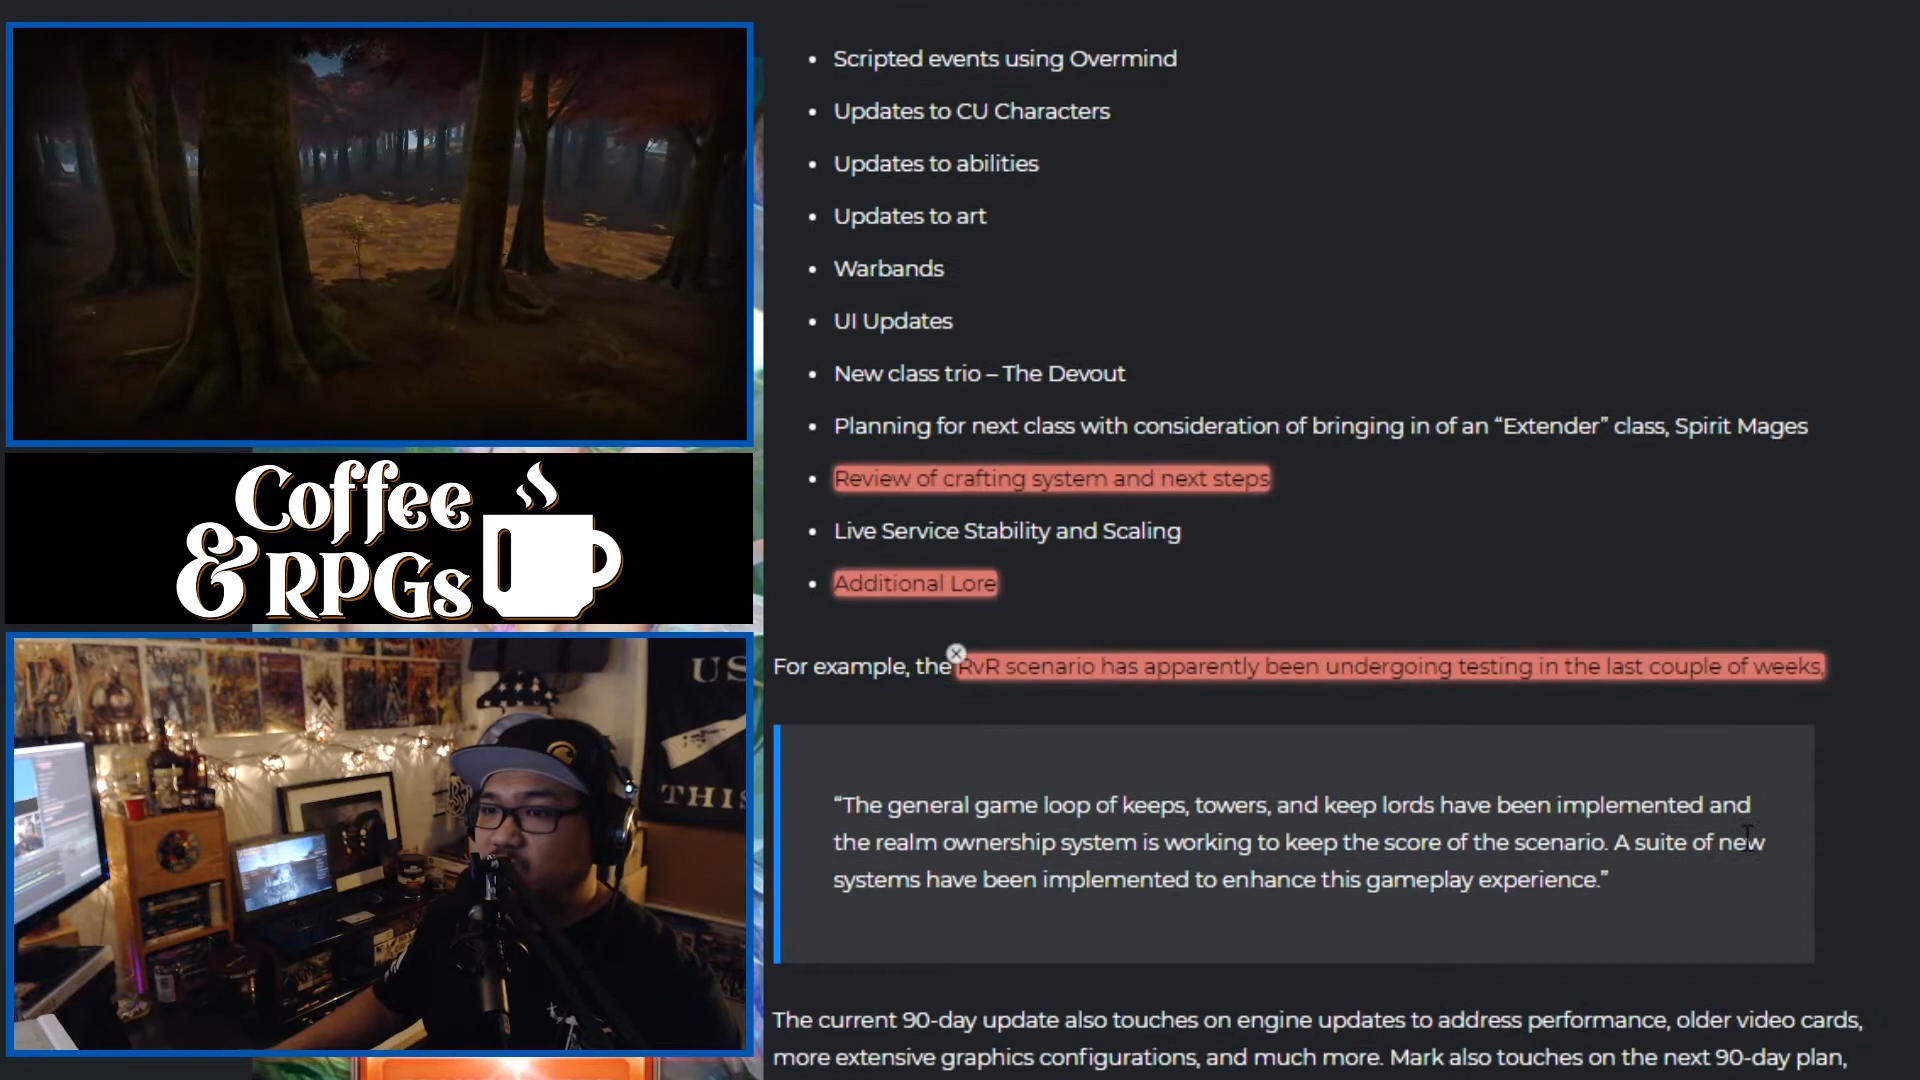 Scripted events using Overmind
Updates to CU Characters
Updates to abilities
Updates to art
Warbands
UI Updates
New class trio – The Devout
Planning for next class with consideration of bringing in of an “Extender” class, Spirit Mages
Review of crafting system and next steps
Live Service Stability and Scaling
Additional Lore
For example, the RvR scenario has apparently been undergoing testing in the last couple of weeks,
“The general game loop of keeps, towers, and keep lords have been implemented and
the realm ownership system is working to keep the score of the scenario. A suite of new
systems have been implemented to enhance this gameplay experience.”
The current 90-day update also touches on engine updates to address performance, older video cards,
more extensive graphics configurations, and much more. Mark also touches on the next 90-day plan,
Coffee
& RPGs
US
THIS